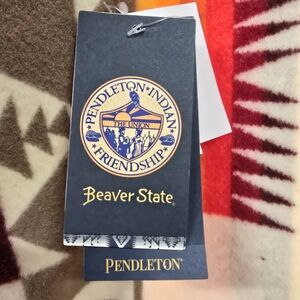 PENDLETON • INDIAN
THE UNION
FRIENDSHIP
Beaver State®
PENDLETON®